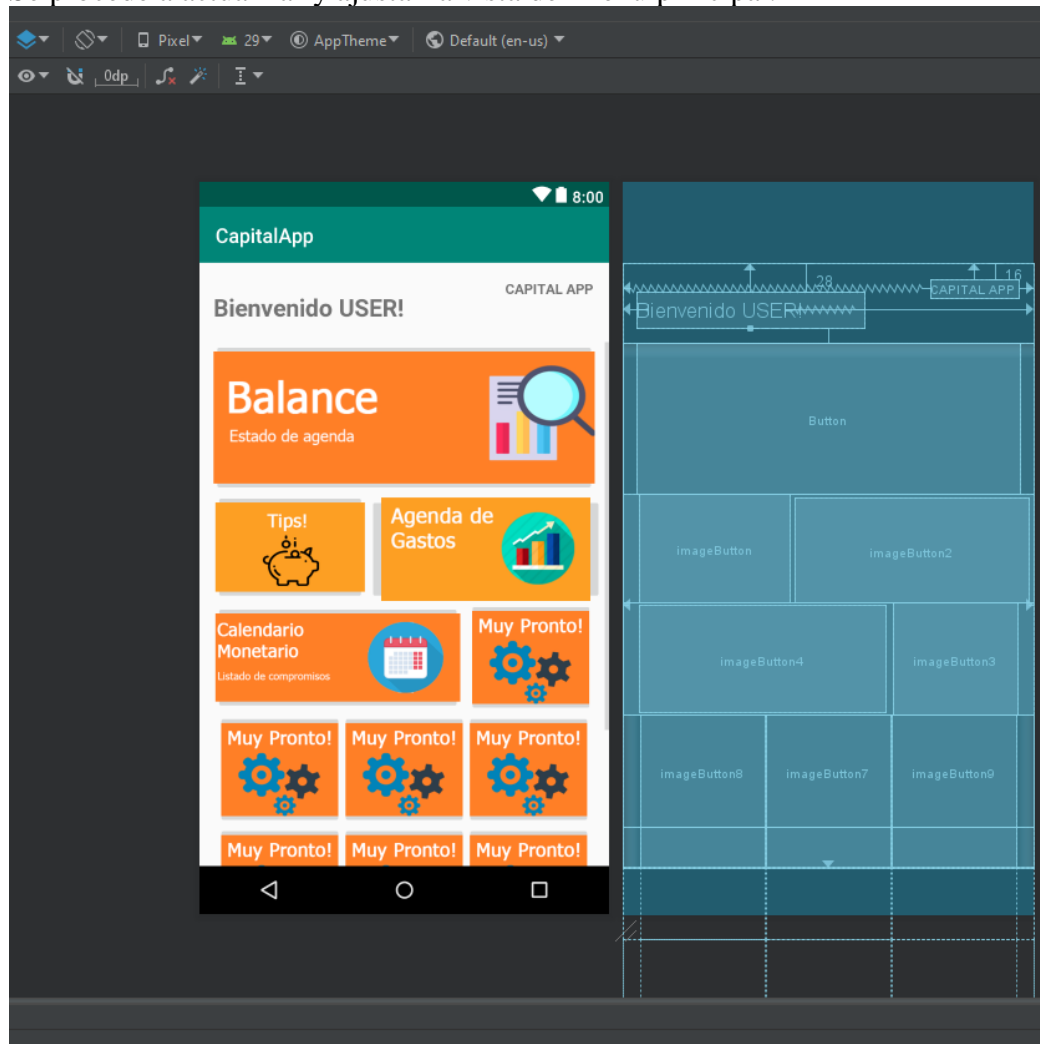 Pixel 29 AppTheme Default (en-us)
0dp
8:00
CapitalApp
CAPITAL APP
Bienvenido USER!
Balance
Estado de agenda
Tips!
Agenda de
Gastos
Calendario
Monetario
Listado de compromisos
Muy Pronto!
Muy Pronto! Muy Pronto! Muy Pronto!
Muy Pronto! Muy Pronto! Muy Pronto!
28 16
CAPITAL APP
Bienvenido USER!
Button
imageButton imageButton2
imageButton4 imageButton3
imageButton8 imageButton7 imageButton9